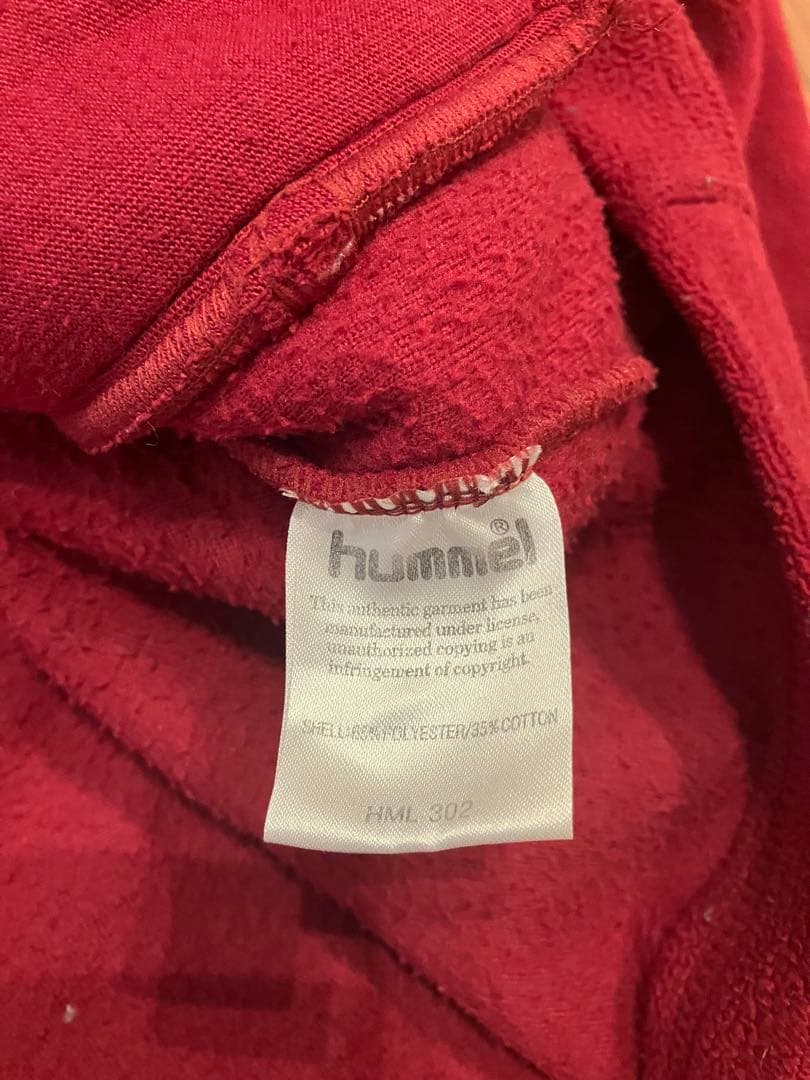 hummel®
This authentic garment has been
manufactured under license,
unauthorized copying is an
infringement of copyright.
SHELL:65%POLYESTER/35%COTTON
HML 302